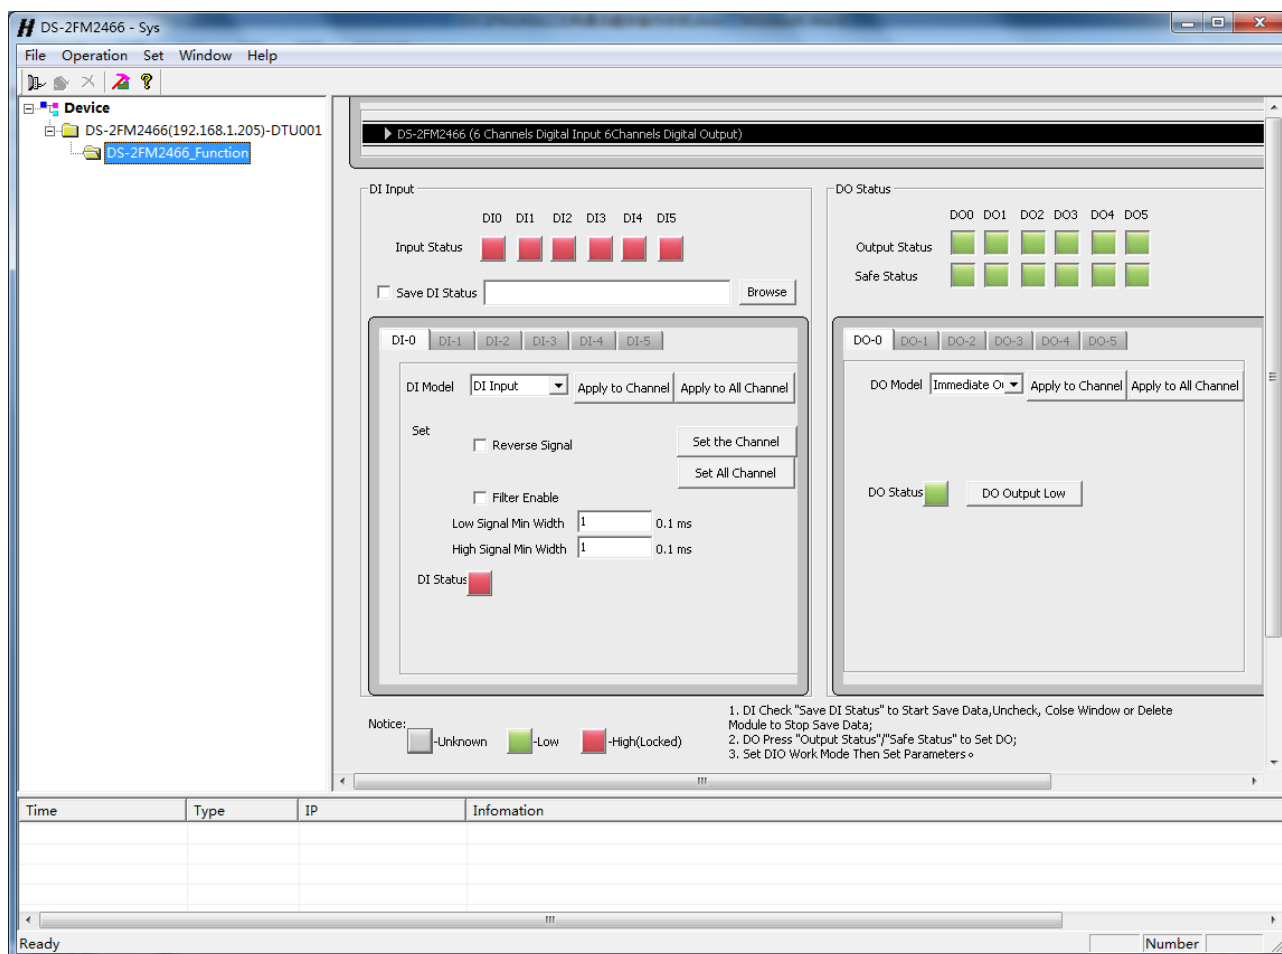 DS-2FM2466 - Sys
File Operation Set Window Help
Device
DS-2FM2466(192.168.1.205)-DTU001
DS-2FM2466_Function
DS-2FM2466 (6 Channels Digital Input 6Channels Digital Output)
DI Input
DI0 DI1 DI2 DI3 DI4 DI5
Input Status
Save DI Status Browse
DI-0 DI-1 DI-2 DI-3 DI-4 DI-5
DI Model DI Input Apply to Channel Apply to All Channel
Set
Reverse Signal Set the Channel
Set All Channel
Filter Enable
Low Signal Min Width 1 0.1 ms
High Signal Min Width 1 0.1 ms
DI Status
DO Status
DO0 DO1 DO2 DO3 DO4 DO5
Output Status
Safe Status
DO-0 DO-1 DO-2 DO-3 DO-4 DO-5
DO Model Immediate Apply to Channel Apply to All Channel
DO Status DO Output Low
Notice:
-Unknown -Low -High(Locked)
1. DI Check "Save DI Status" to Start Save Data,Uncheck, Colse Window or Delete
Module to Stop Save Data;
2. DO Press "Output Status"/"Safe Status" to Set DO;
3. Set DIO Work Mode Then Set Parameters。
Time Type IP Infomation
Ready Number